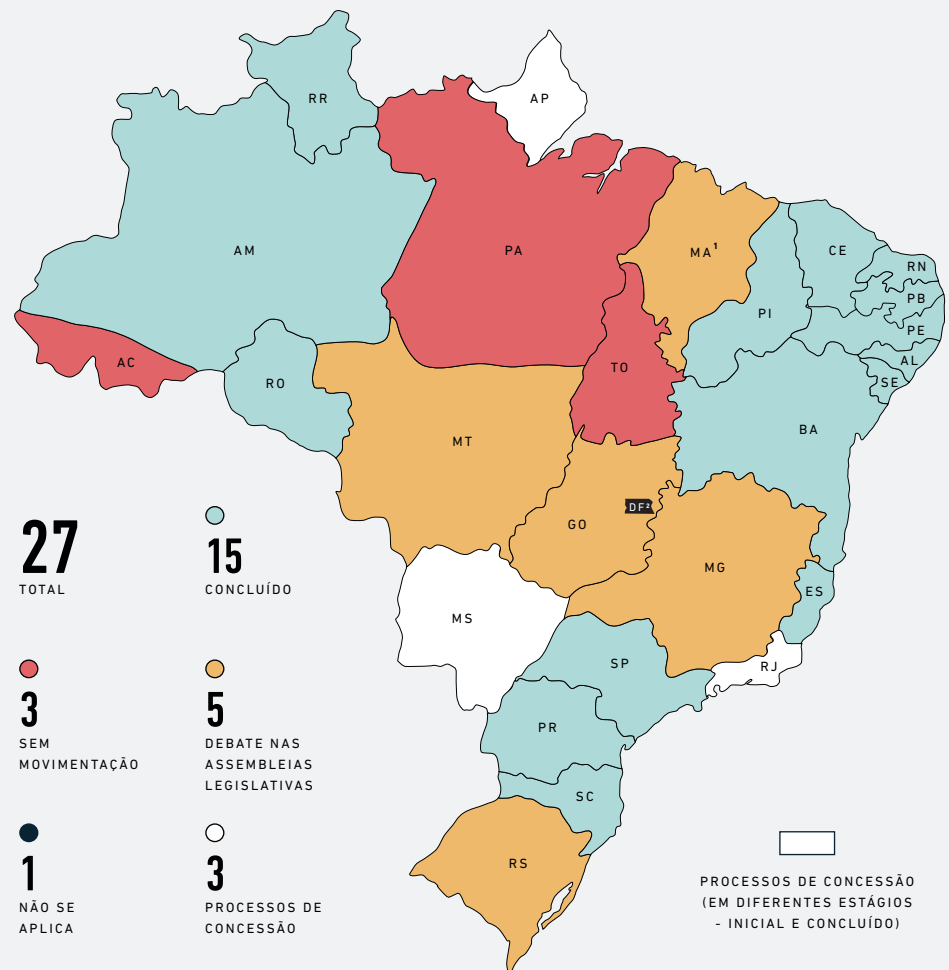 RR
AP
AM
PA
MA¹
CE
RN
PB
PE
AL
SE
PI
AC
RO
TO
BA
MT
DF²
GO
MG
ES
MS
SP
RJ
PR
SC
RS
27
TOTAL
15
CONCLUÍDO
3
SEM
MOVIMENTAÇÃO
5
DEBATE NAS
ASSEMBLEIAS
LEGISLATIVAS
1
NÃO SE
APLICA
3
PROCESSOS DE
CONCESSÃO
PROCESSOS DE CONCESSÃO
(EM DIFERENTES ESTÁGIOS
- INICIAL E CONCLUÍDO)